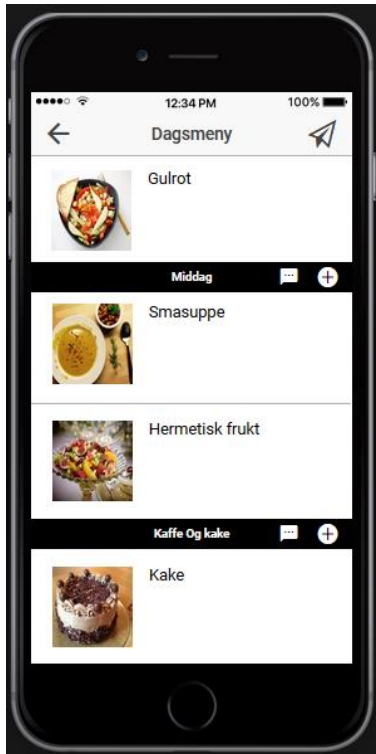 12:34 PM
100%
Dagsmeny
Gulrot
Middag
Smasuppe
Hermetisk frukt
Kaffe Og kake
Kake